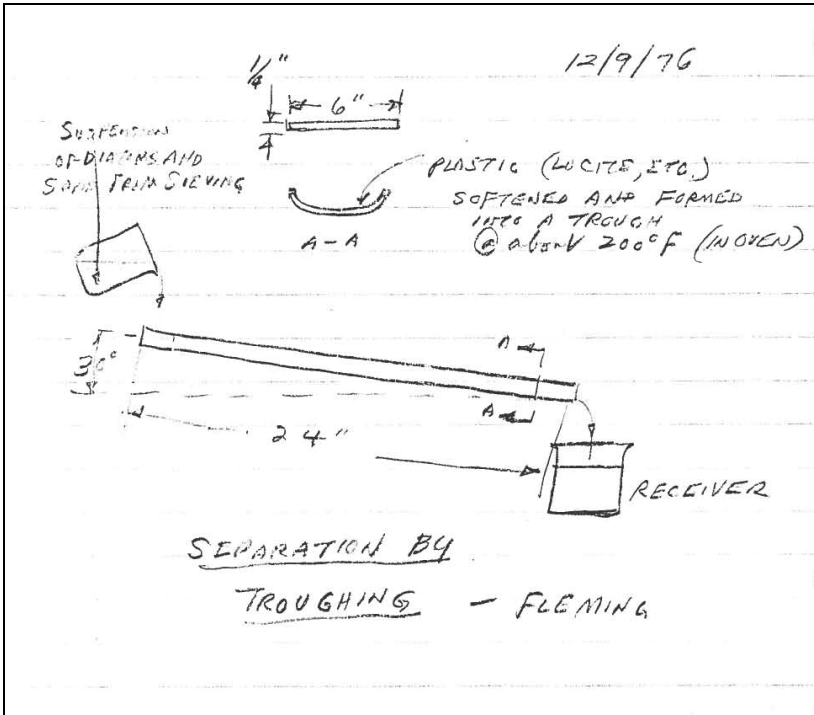 12/9/76
1/4"
6"
SUSPENSION
OF DIATOMS AND
SAND FROM SIEVING
PLASTIC (LUCITE, ETC.)
SOFTENED AND FORMED
INTO A TROUGH
@ about 200°F (IN OVEN)
A-A
30°
A
A
24"
RECEIVER
SEPARATION BY
TROUGHING - FLEMING